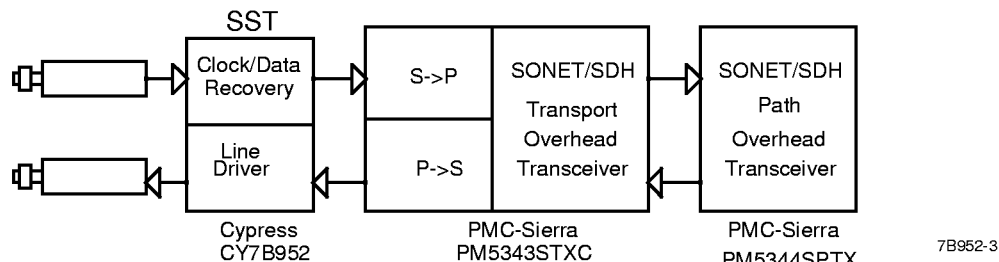 SST
Clock/Data
Recovery
Line
Driver
S->P
P->S
SONET/SDH
Transport
Overhead
Transceiver
SONET/SDH
Path
Overhead
Transceiver
Cypress
CY7B952
PMC-Sierra
PM5343STXC
PMC-Sierra
PM5344SPTX
7B952-3